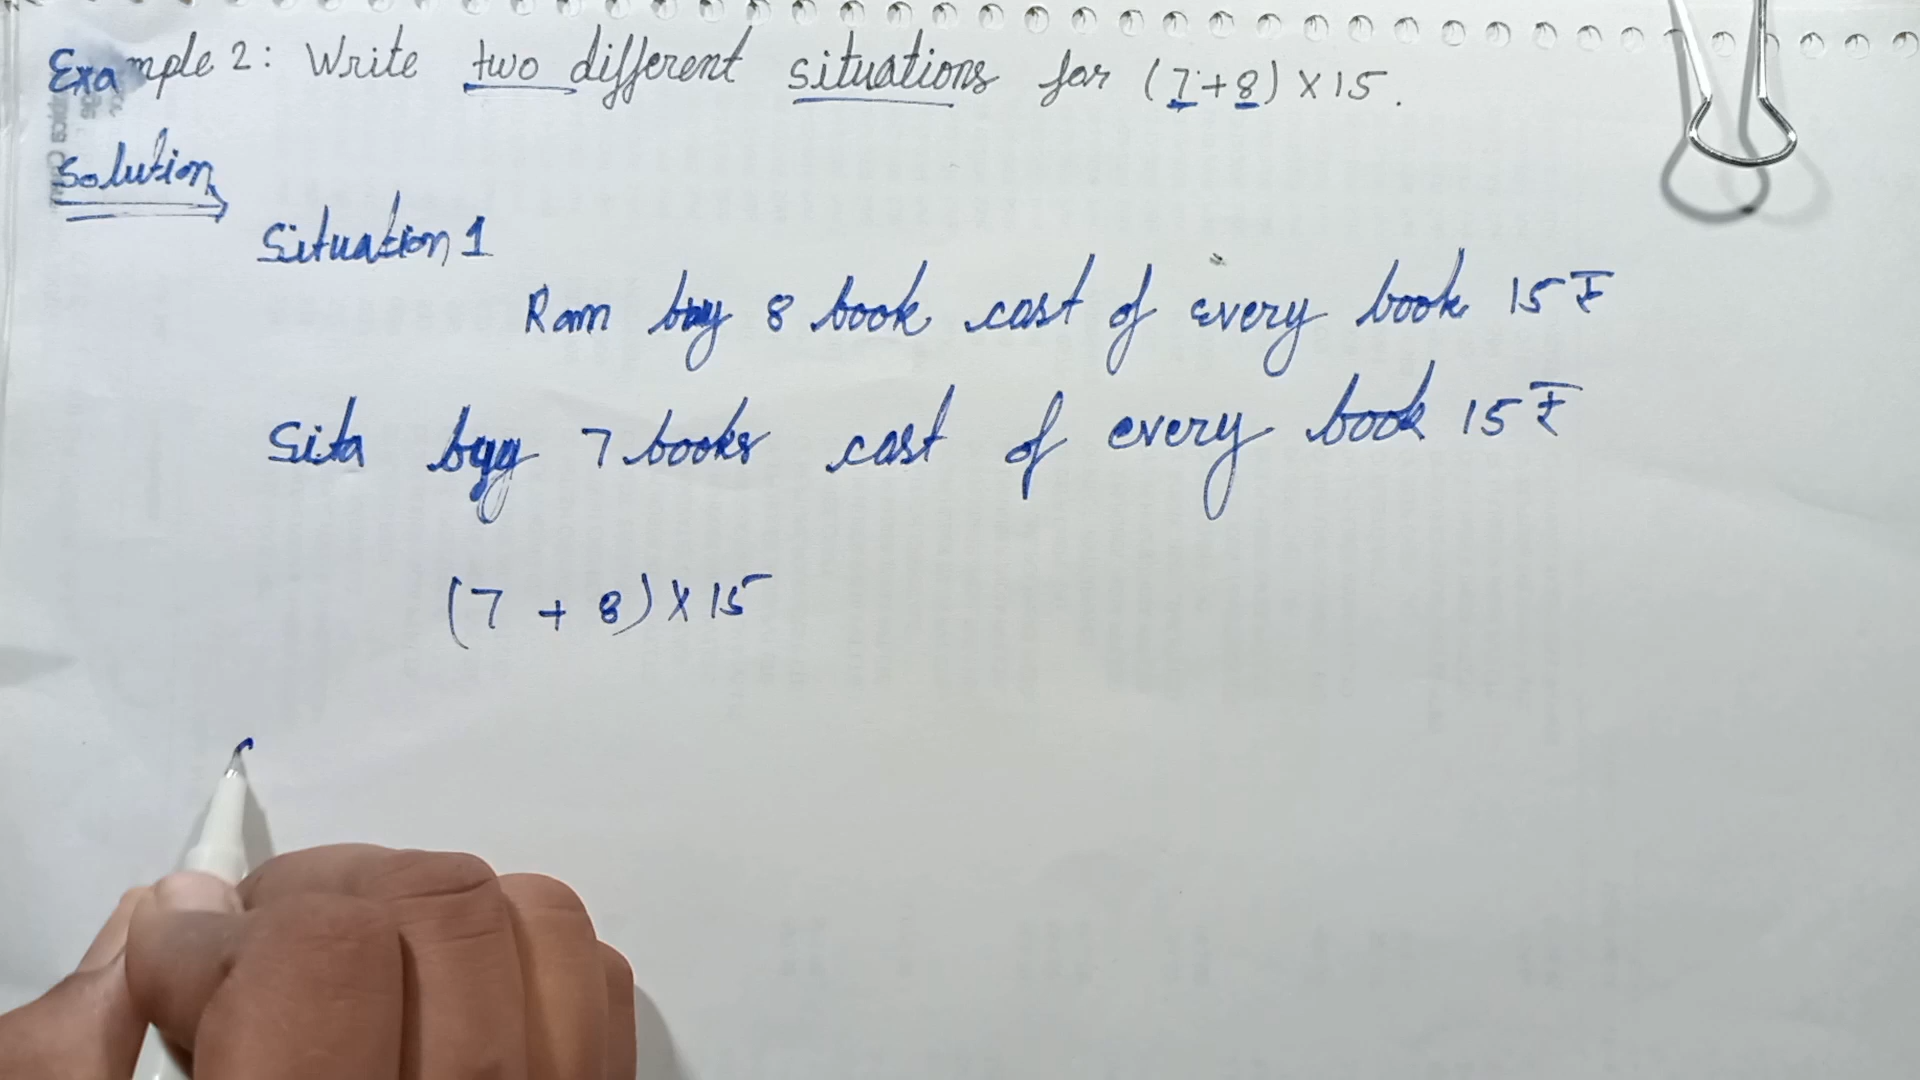 Example 2: Write two different situations for (7+8) × 15.
Solution
Situation 1
Ram buy 8 book cost of every book 15 ₹
Sita buy 7 books cost of every book 15 ₹
(7 + 8) × 15